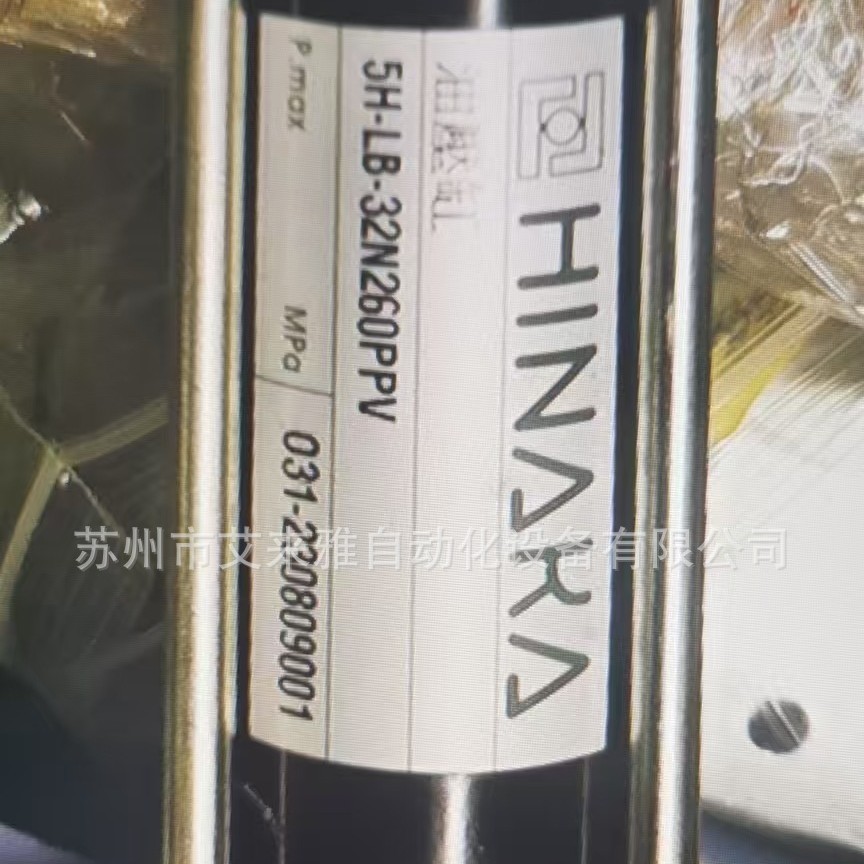 HINAKA
油壓缸
5H-LB-32N260PPV
P.max MPa 031-220809001
苏州市艾来雅自动化设备有限公司